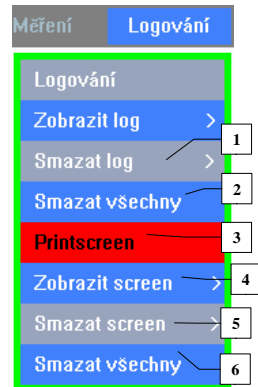 Měření Logování
Logování
Zobrazit log >
1
Smazat log >
2
Smazat všechny
3
Printscreen
4
Zobrazit screen >
5
Smazat screen >
6
Smazat všechny